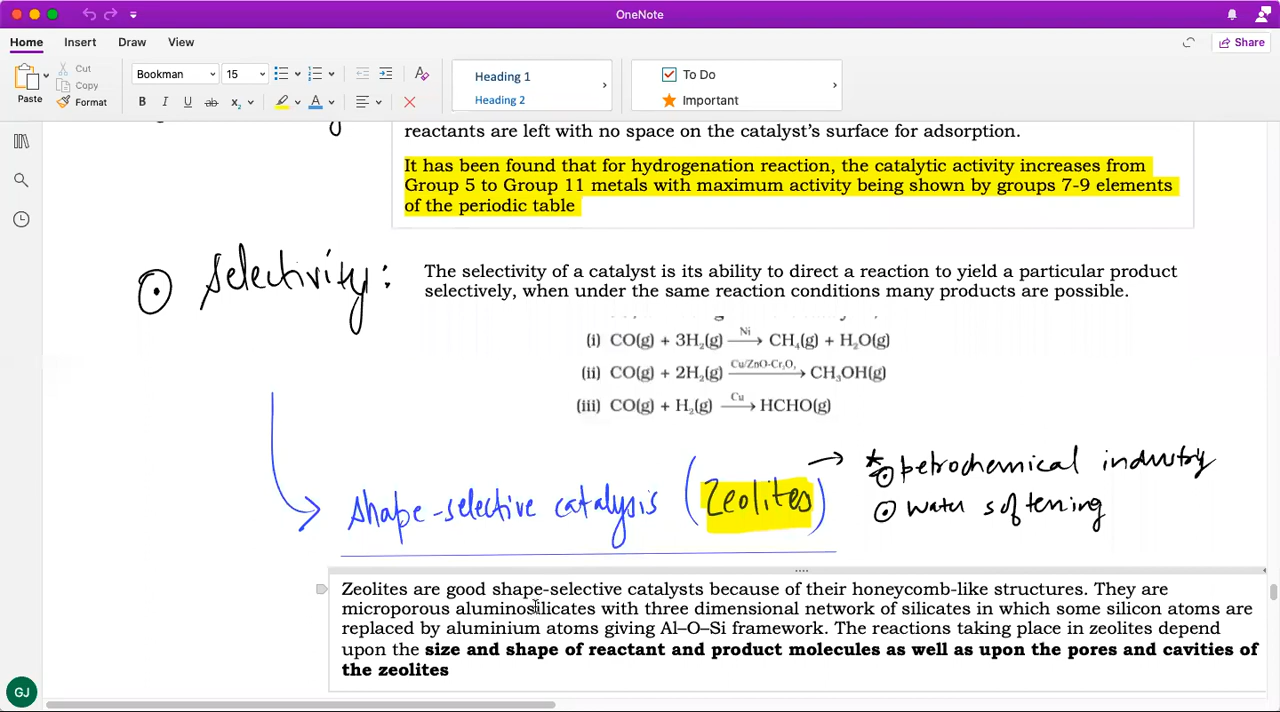 OneNote
Home Insert Draw View
Share
Paste
Cut
Copy
Format
Bookman 15
B I U ab X₂ A
Heading 1
Heading 2
To Do
Important
reactants are left with no space on the catalyst's surface for adsorption.
It has been found that for hydrogenation reaction, the catalytic activity increases from
Group 5 to Group 11 metals with maximum activity being shown by groups 7-9 elements
of the periodic table
Selectivity:
The selectivity of a catalyst is its ability to direct a reaction to yield a particular product
selectively, when under the same reaction conditions many products are possible.
(i) CO(g) + 3H₂(g) Ni → CH₄(g) + H₂O(g)
(ii) CO(g) + 2H₂(g) Cu/ZnO-Cr₂O₃ → CH₃OH(g)
(iii) CO(g) + H₂(g) Cu → HCHO(g)
shape-selective catalysis (Zeolites) →
* petrochemical industry
water softening
Zeolites are good shape-selective catalysts because of their honeycomb-like structures. They are
microporous aluminosilicates with three dimensional network of silicates in which some silicon atoms are
replaced by aluminium atoms giving Al–O–Si framework. The reactions taking place in zeolites depend
upon the size and shape of reactant and product molecules as well as upon the pores and cavities of
the zeolites
GJ